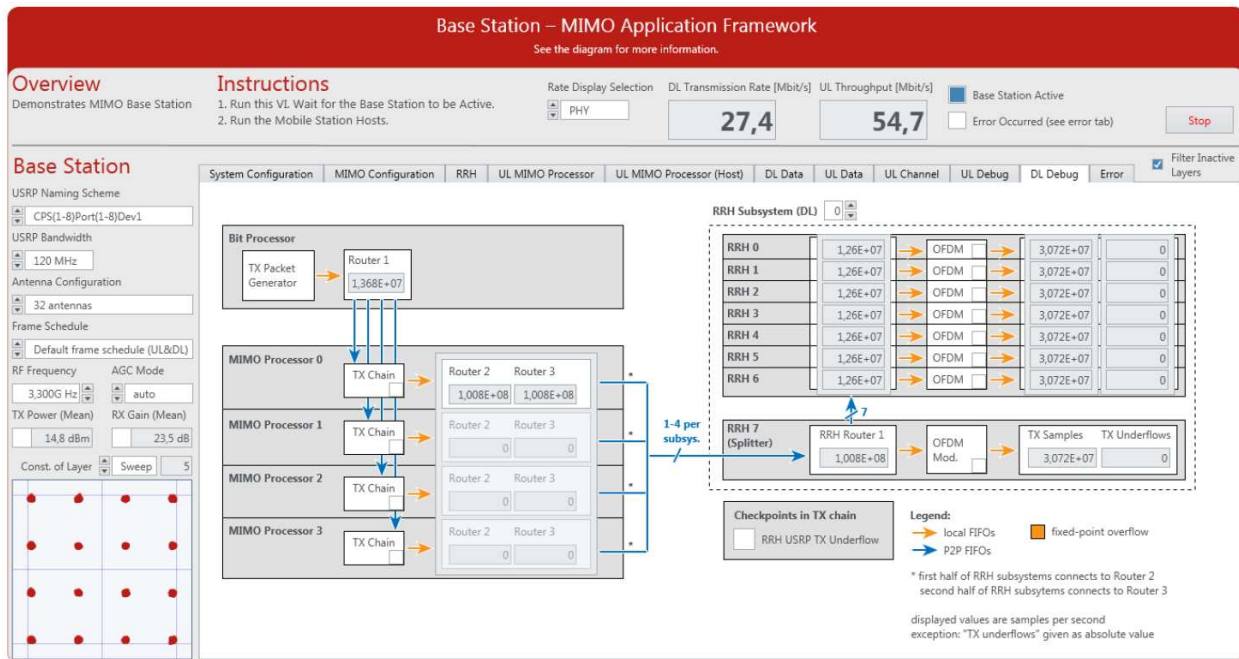 Base Station – MIMO Application Framework
See the diagram for more information.
Overview
Demonstrates MIMO Base Station
Instructions
1. Run this VI. Wait for the Base Station to be Active.
2. Run the Mobile Station Hosts.
Rate Display Selection
PHY
DL Transmission Rate [Mbit/s]
27,4
UL Throughput [Mbit/s]
54,7
Base Station Active
Error Occurred (see error tab)
Stop
Base Station
USRP Naming Scheme
CPS(1-8)Port(1-8)Dev1
USRP Bandwidth
120 MHz
Antenna Configuration
32 antennas
Frame Schedule
Default frame schedule (UL&DL)
RF Frequency AGC Mode
3,300G Hz auto
TX Power (Mean) RX Gain (Mean)
14,8 dBm 23,5 dB
Const. of Layer Sweep 5
System Configuration MIMO Configuration RRH UL MIMO Processor UL MIMO Processor (Host) DL Data UL Data UL Channel UL Debug DL Debug Error
Filter Inactive
Layers
Bit Processor
TX Packet
Generator
Router 1
1,368E+07
MIMO Processor 0
TX Chain
Router 2 Router 3
1,008E+08 1,008E+08
*
MIMO Processor 1
TX Chain
Router 2 Router 3
0 0
*
MIMO Processor 2
TX Chain
Router 2 Router 3
0 0
*
MIMO Processor 3
TX Chain
Router 2 Router 3
0 0
*
1-4 per
subsys.
RRH Subsystem (DL) 0
RRH 0 1,26E+07 OFDM 3,072E+07 0
RRH 1 1,26E+07 OFDM 3,072E+07 0
RRH 2 1,26E+07 OFDM 3,072E+07 0
RRH 3 1,26E+07 OFDM 3,072E+07 0
RRH 4 1,26E+07 OFDM 3,072E+07 0
RRH 5 1,26E+07 OFDM 3,072E+07 0
RRH 6 1,26E+07 OFDM 3,072E+07 0
7
RRH 7
(Splitter)
RRH Router 1
1,008E+08
OFDM
Mod.
TX Samples TX Underflows
3,072E+07 0
Checkpoints in TX chain
RRH USRP TX Underflow
Legend:
local FIFOs
P2P FIFOs
fixed-point overflow
* first half of RRH subsystems connects to Router 2
second half of RRH subsytems connects to Router 3
displayed values are samples per second
exception: "TX underflows" given as absolute value